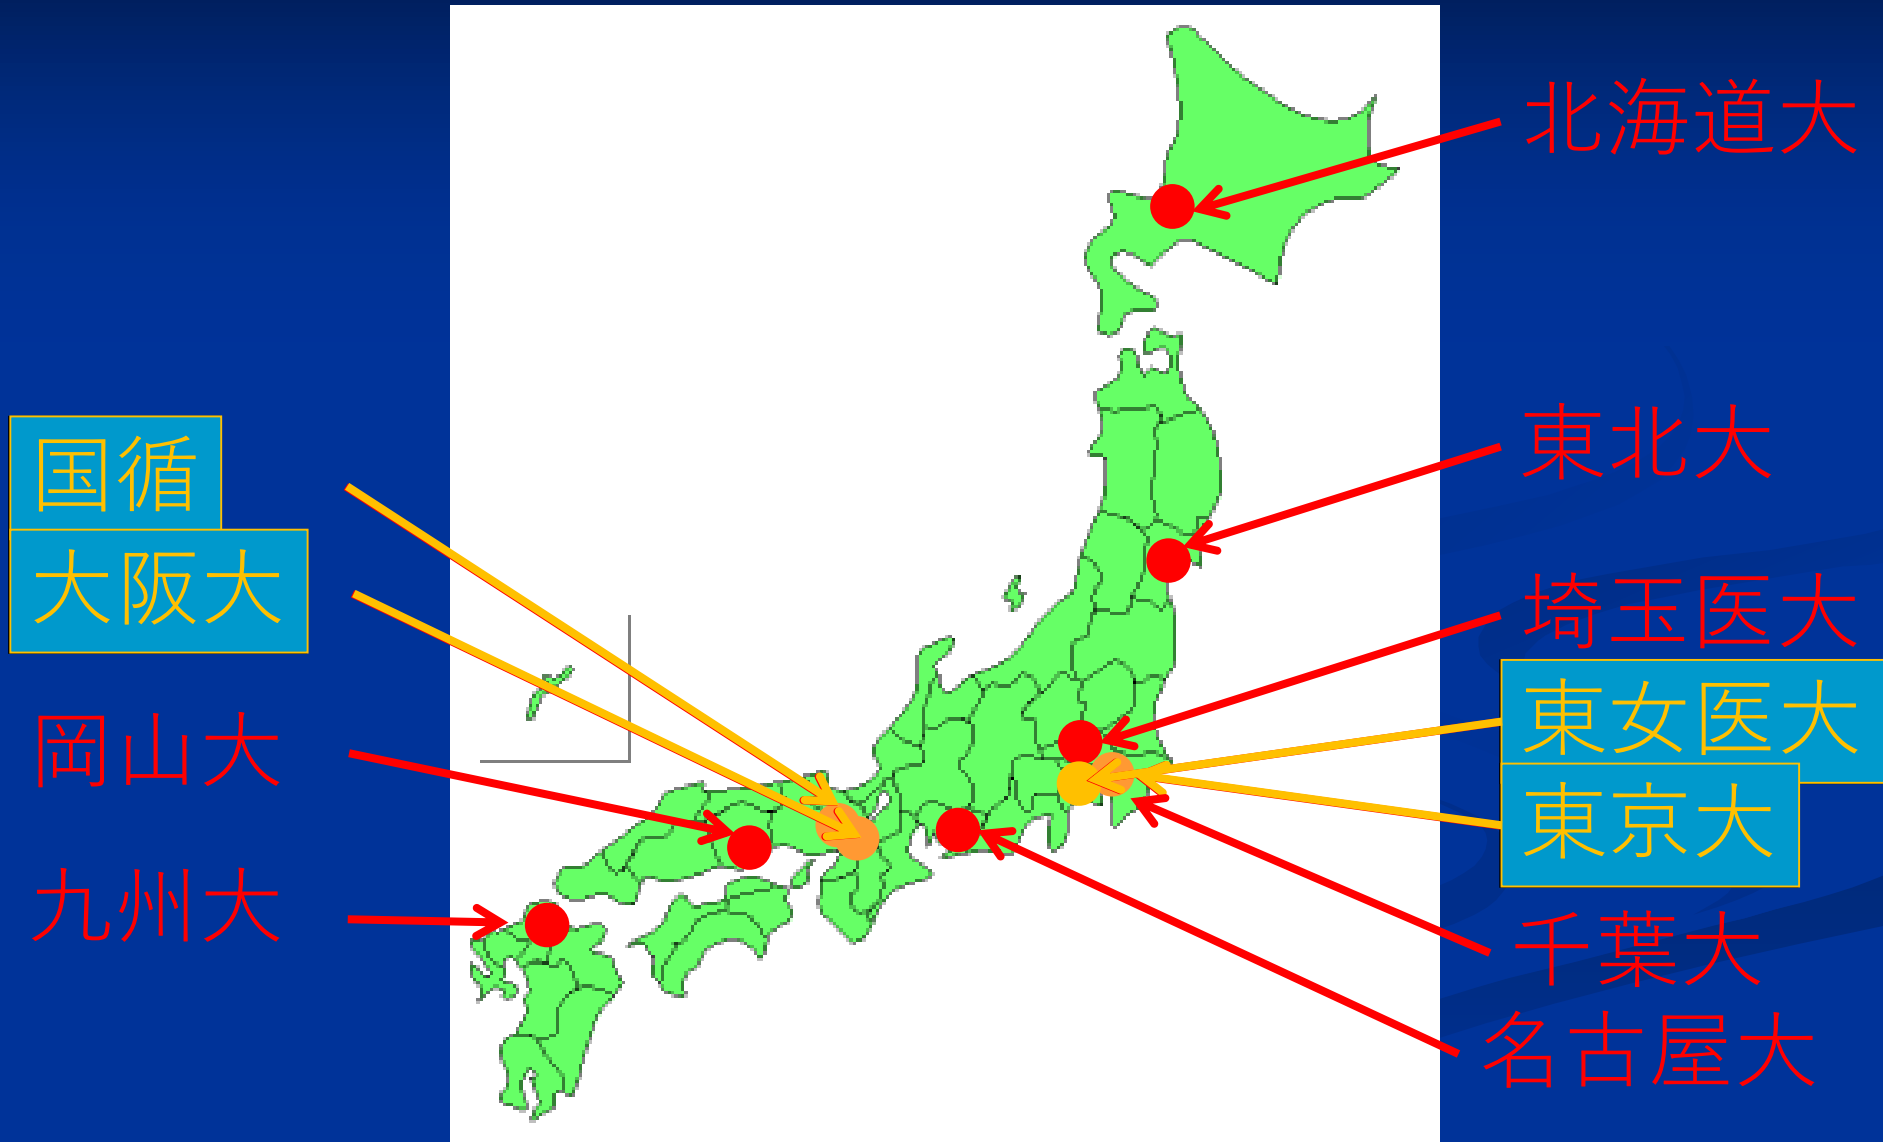 国循
大阪大
岡山大
九州大
北海道大
東北大
埼玉医大
東女医大
東京大
千葉大
名古屋大